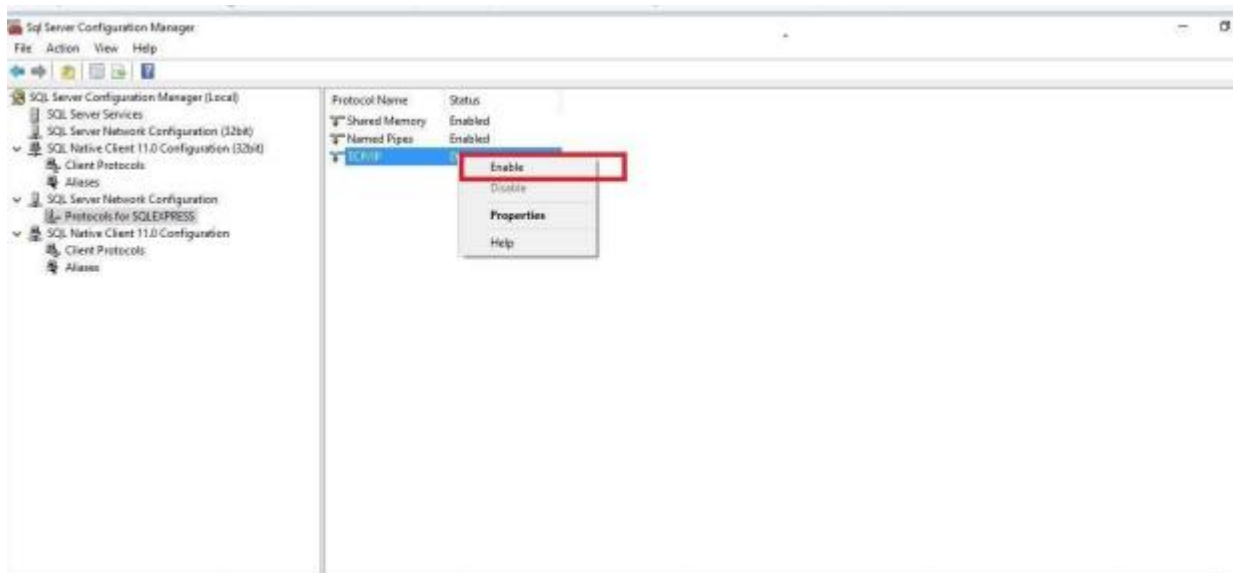 Sql Server Configuration Manager
File Action View Help
SQL Server Configuration Manager (Local)
SQL Server Services
SQL Server Network Configuration (32bit)
SQL Native Client 11.0 Configuration (32bit)
Client Protocols
Aliases
SQL Server Network Configuration
Protocols for SQLEXPRESS
SQL Native Client 11.0 Configuration
Client Protocols
Aliases
Protocol Name Status
Shared Memory Enabled
Named Pipes Enabled
TCP/IP
Enable
Disable
Properties
Help